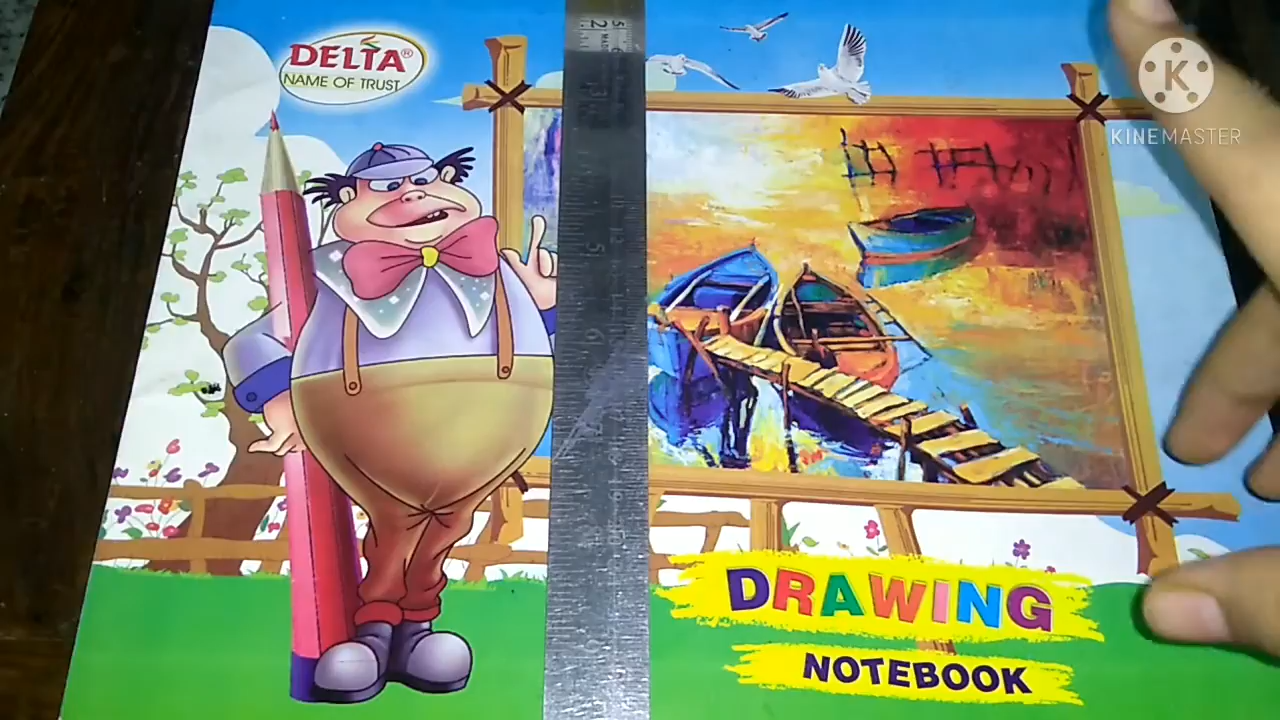 DELTA®
NAME OF TRUST
K
KINEMASTER
DRAWING
NOTEBOOK